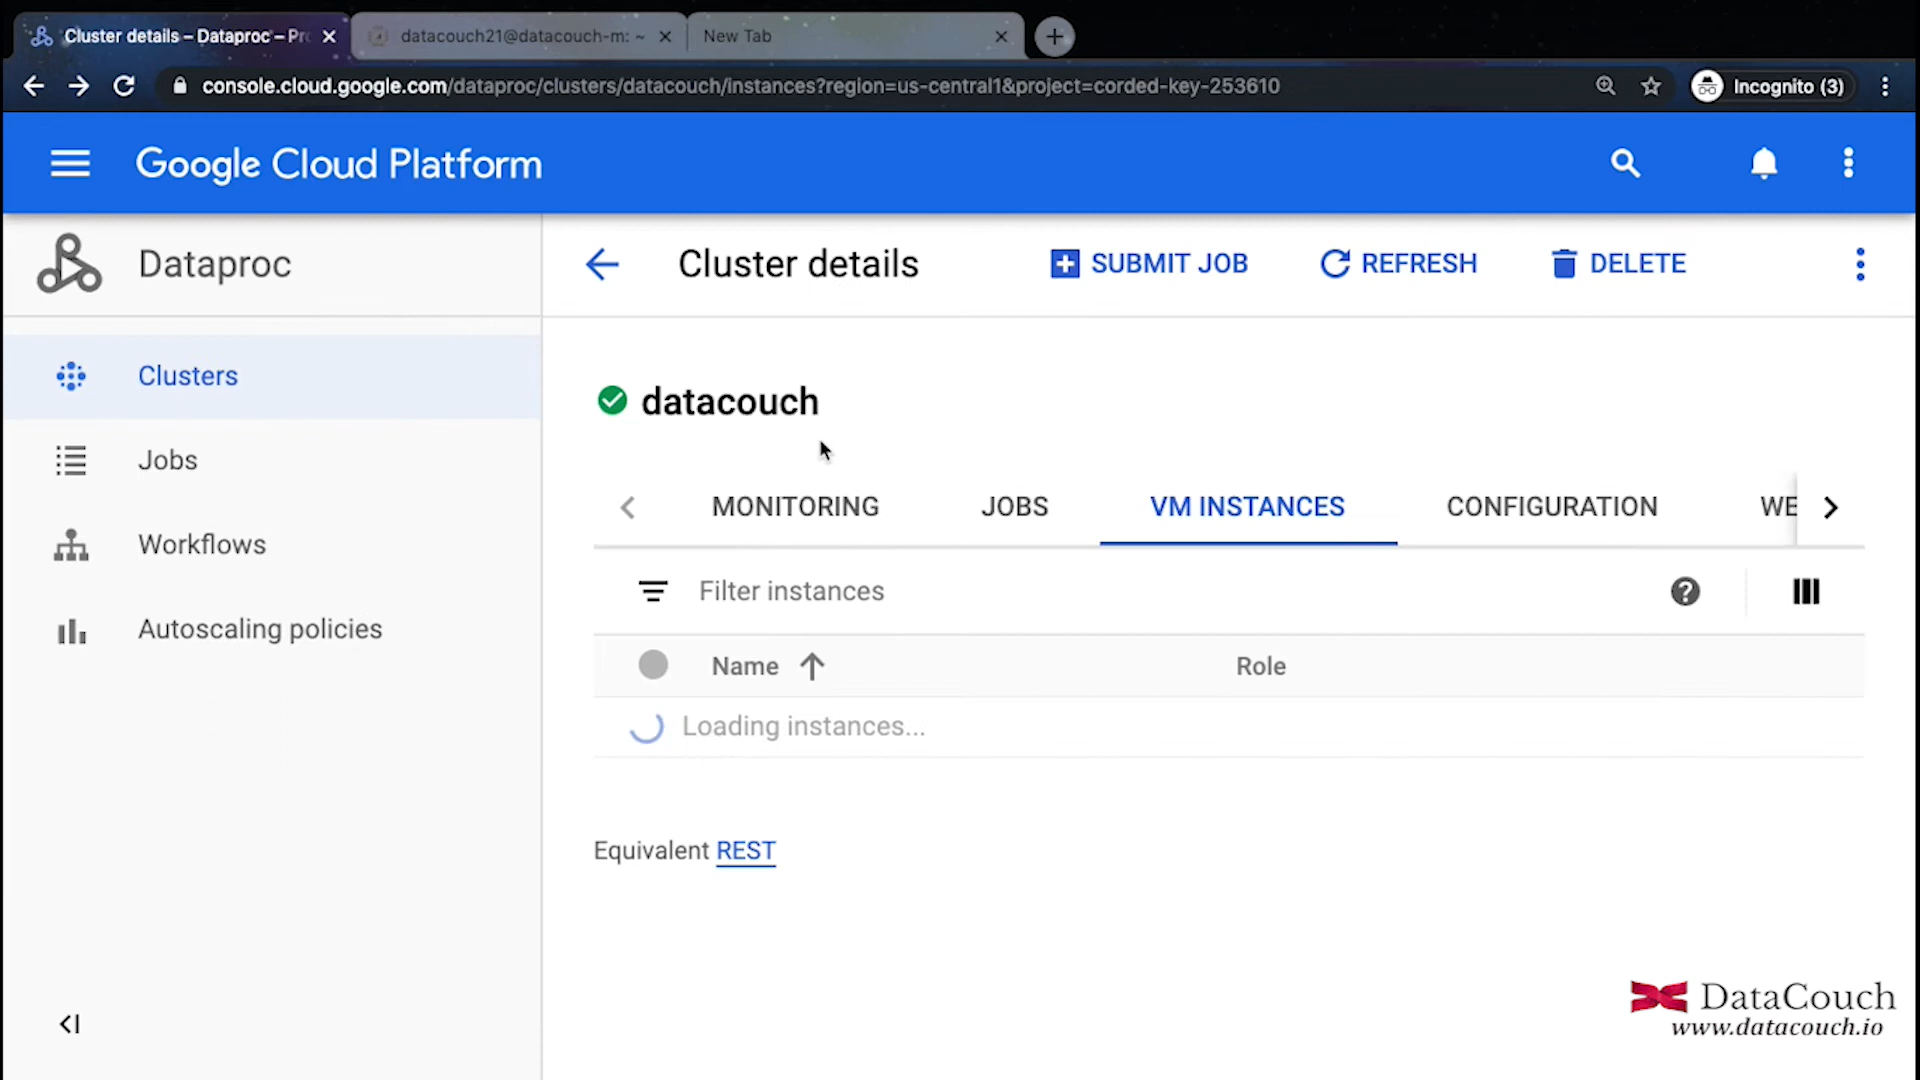 Cluster details – Dataproc – Pr
datacouch21@datacouch-m: ~
New Tab
console.cloud.google.com/dataproc/clusters/datacouch/instances?region=us-central1&project=corded-key-253610
Incognito (3)
Google Cloud Platform
Dataproc
Cluster details
SUBMIT JOB
REFRESH
DELETE
Clusters
Jobs
Workflows
Autoscaling policies
datacouch
MONITORING
JOBS
VM INSTANCES
CONFIGURATION
WE
Filter instances
Name
Role
Loading instances...
Equivalent REST
DataCouch
www.datacouch.io